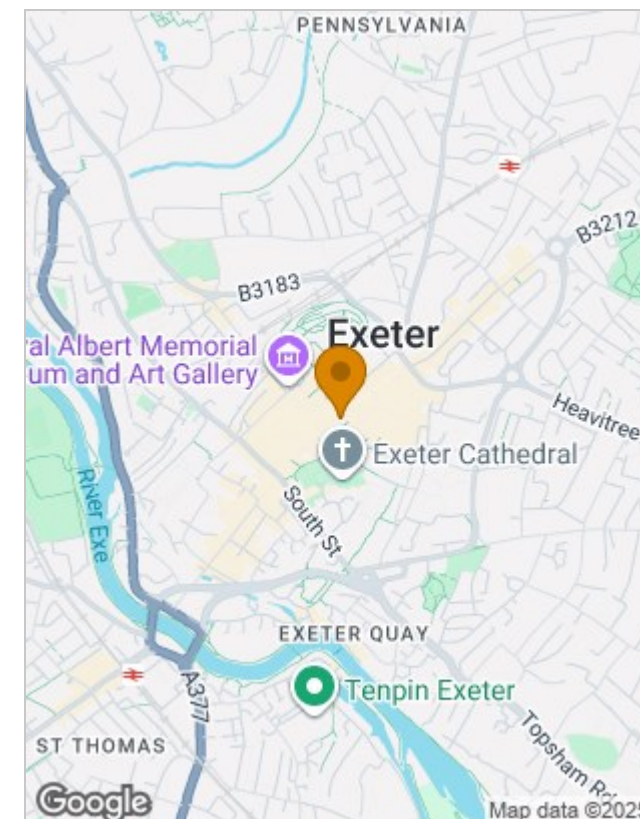 PENNSYLVANIA
B3212
B3183
Exeter
al Albert Memorial
um and Art Gallery
Heavitree
Exeter Cathedral
River Exe
South St
EXETER QUAY
A377
Tenpin Exeter
ST THOMAS
Topsham Rd
Google
Map data ©2025